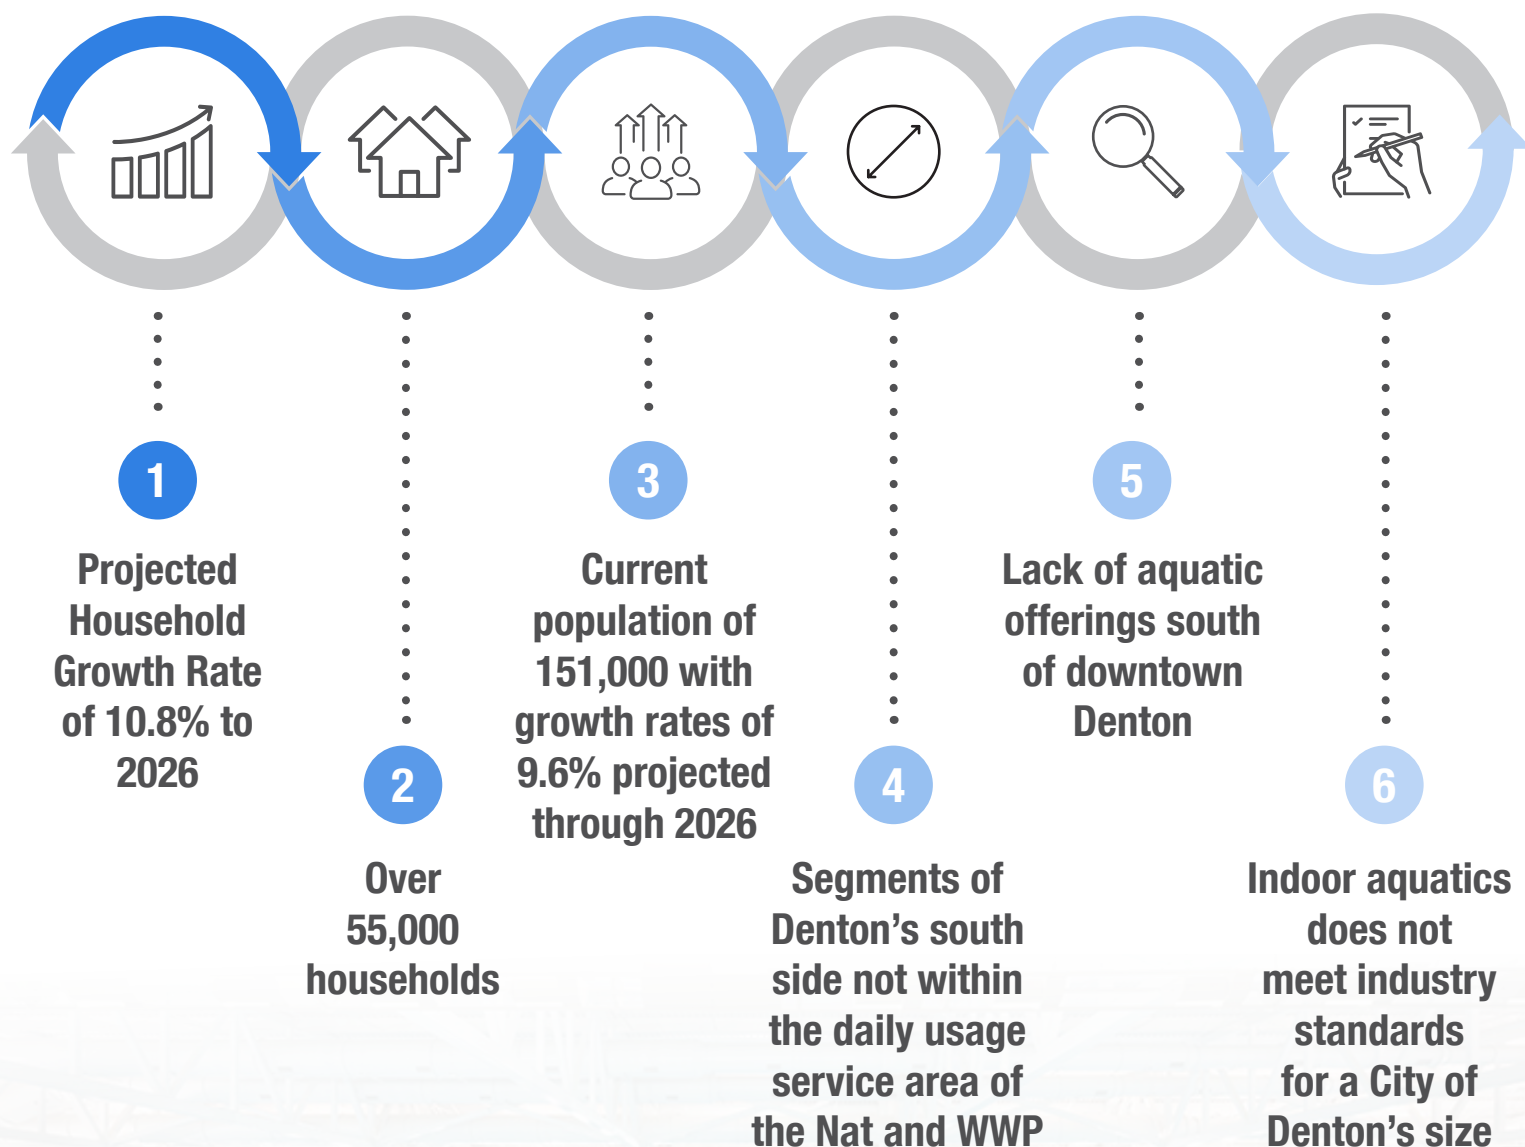 1
Projected
Household
Growth Rate
of 10.8% to
2026
2
Over
55,000
households
3
Current
population of
151,000 with
growth rates of
9.6% projected
through 2026
4
Segments of
Denton’s south
side not within
the daily usage
service area of
the Nat and WWP
5
Lack of aquatic
offerings south
of downtown
Denton
6
Indoor aquatics
does not
meet industry
standards
for a City of
Denton’s size